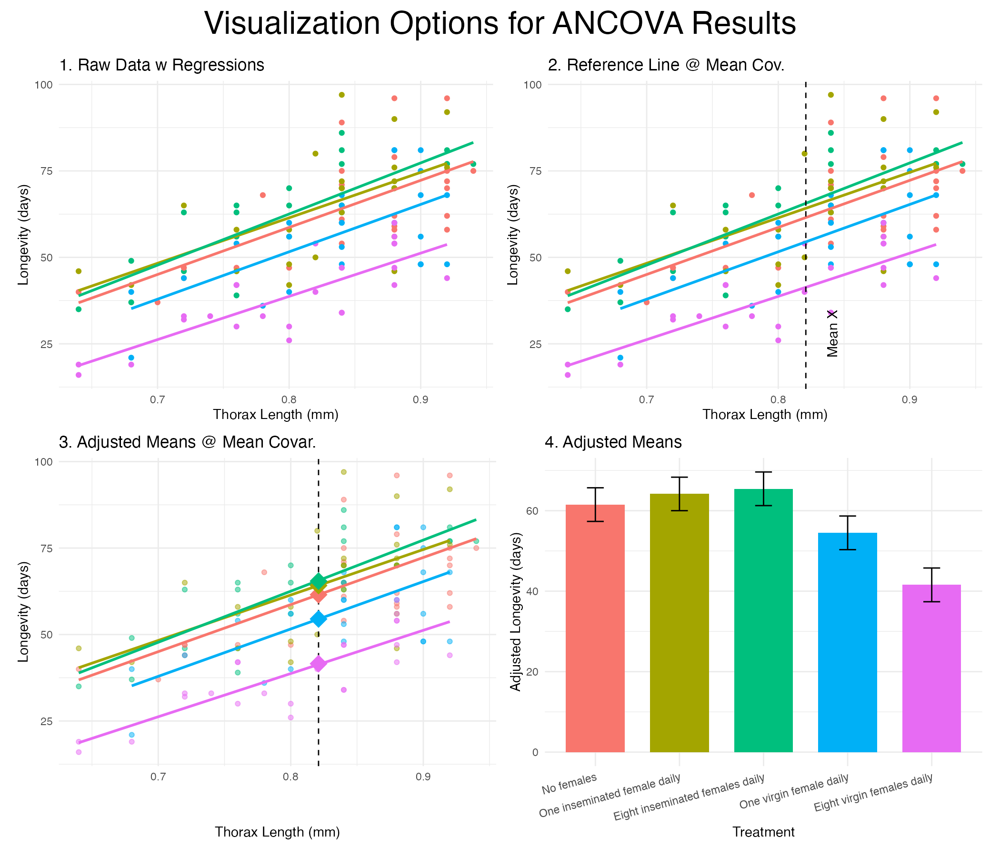 Visualization Options for ANCOVA Results
1. Raw Data w Regressions
100
75
50
25
Longevity (days)
0.7 0.8 0.9
Thorax Length (mm)
2. Reference Line @ Mean Cov.
100
75
50
25
Longevity (days)
Mean X
0.7 0.8 0.9
Thorax Length (mm)
3. Adjusted Means @ Mean Covar.
100
75
50
25
Longevity (days)
0.7 0.8 0.9
Thorax Length (mm)
4. Adjusted Means
60
40
20
0
Adjusted Longevity (days)
No females
One inseminated female daily
Eight inseminated females daily
One virgin female daily
Eight virgin females daily
Treatment